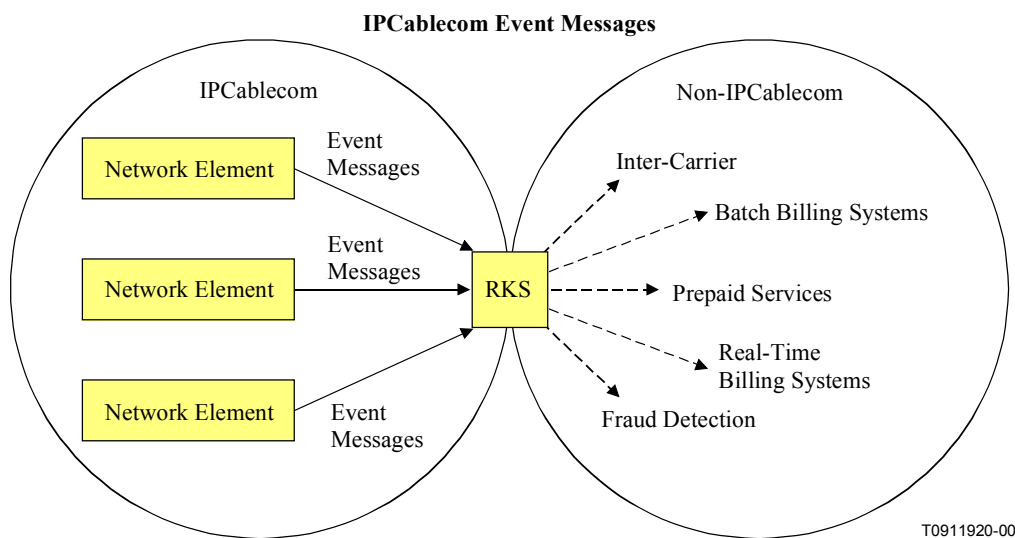 IPCablecom Event Messages
IPCablecom
Non-IPCablecom
Network Element
Event
Messages
Inter-Carrier
Batch Billing Systems
Network Element
Event
Messages
RKS
Prepaid Services
Real-Time
Billing Systems
Network Element
Event
Messages
Fraud Detection
T0911920-00